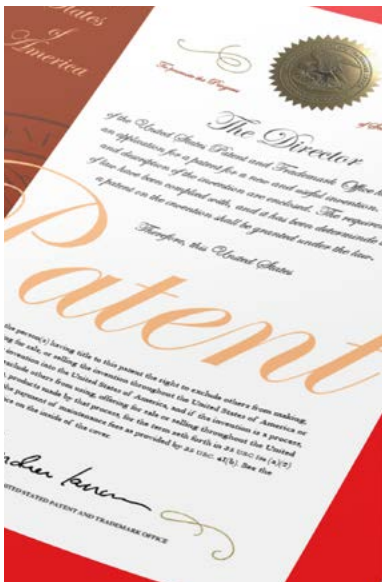 States
of
America
To promote the Progress
of
The Director
of the United States Patent and Trademark Office
an application for a patent for a new and useful invention.
and description of the invention are enclosed. The
of law have been complied with, and it has been determined
a patent on the invention shall be granted under the law.
Therefore, this United States
Patent
the person(s) having title to this patent the right to exclude others from making,
for sale, or selling the invention throughout the United States of America or
invention into the United States of America, and if the invention is a process,
exclude others from using, offering for sale or selling throughout the United
products made by that process, for the term seth forth in 35 USC
the payment of maintenance fees as provided by 35 USC 41(b). See the
on the inside of the cover.
STATED PATENT AND TRADEMARK OFFICE